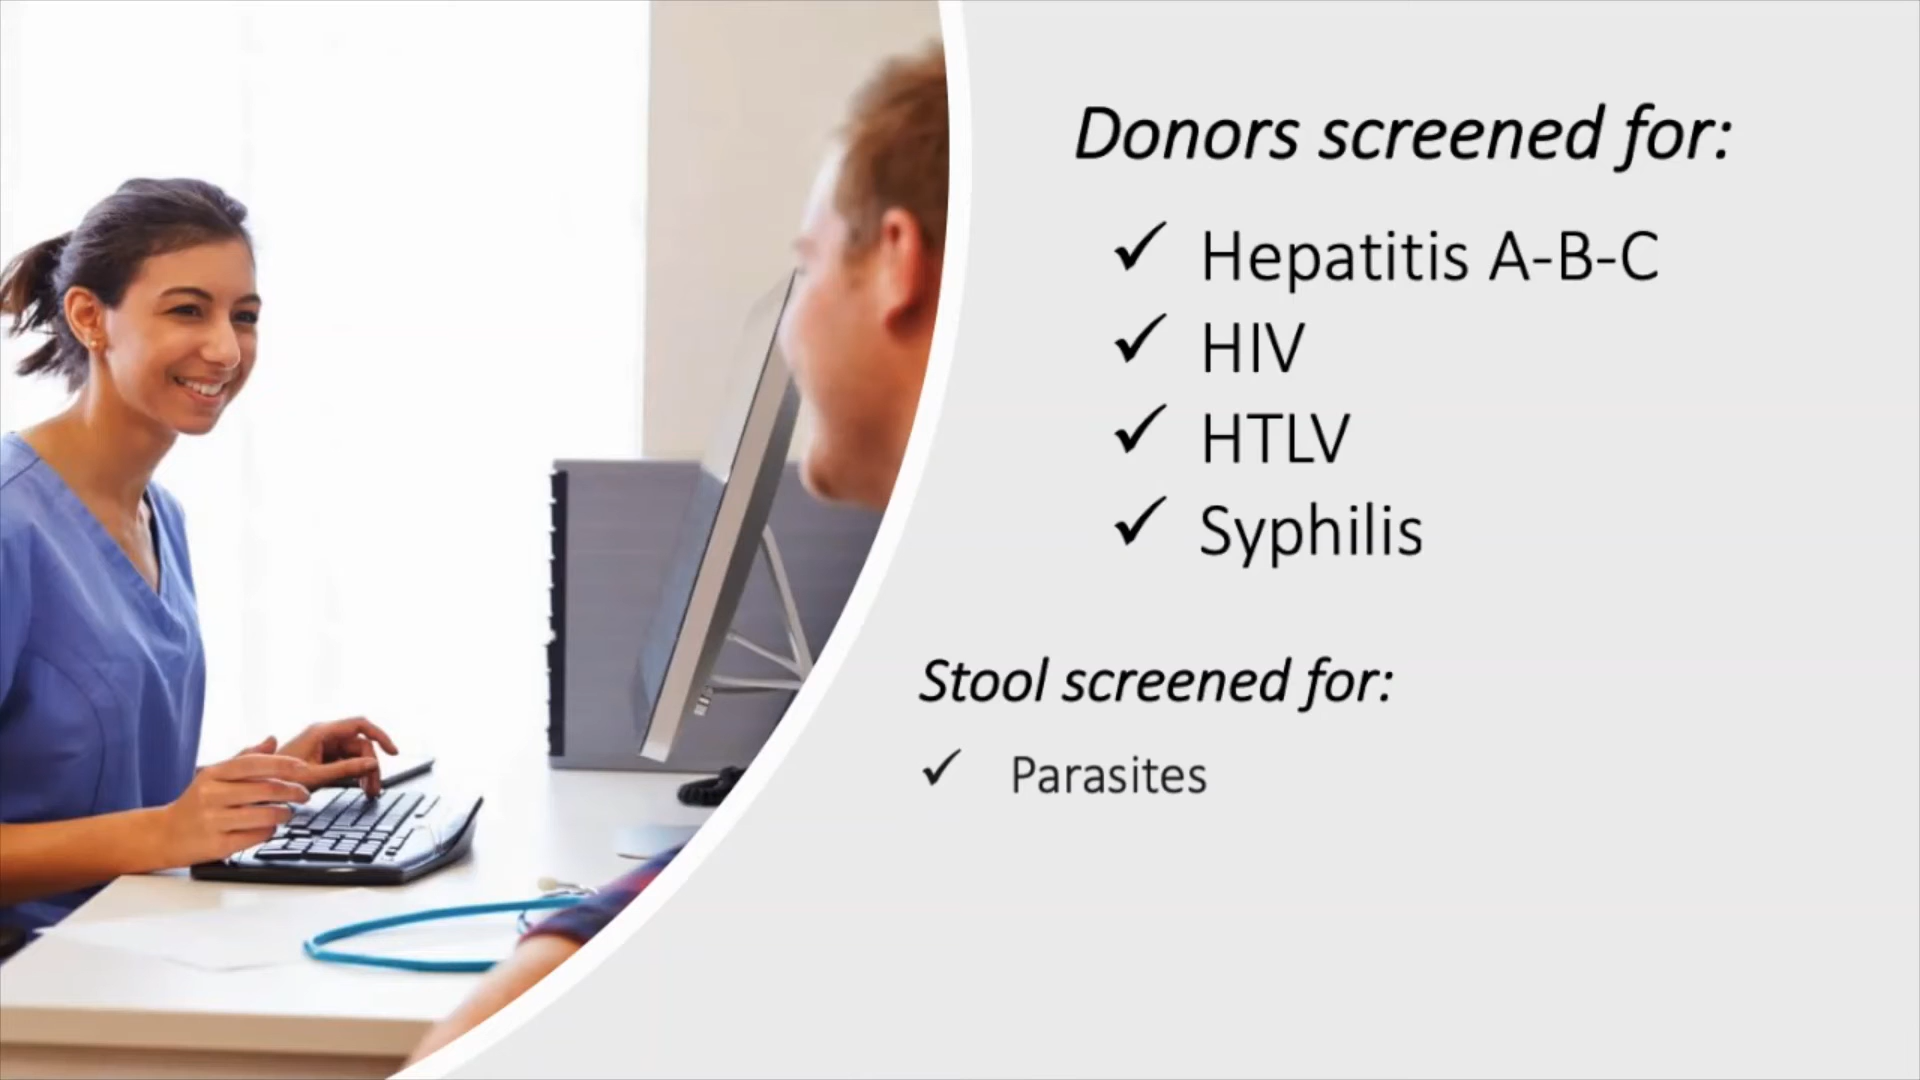 Donors screened for:
✓ Hepatitis A-B-C
✓ HIV
✓ HTLV
✓ Syphilis
Stool screened for:
✓ Parasites